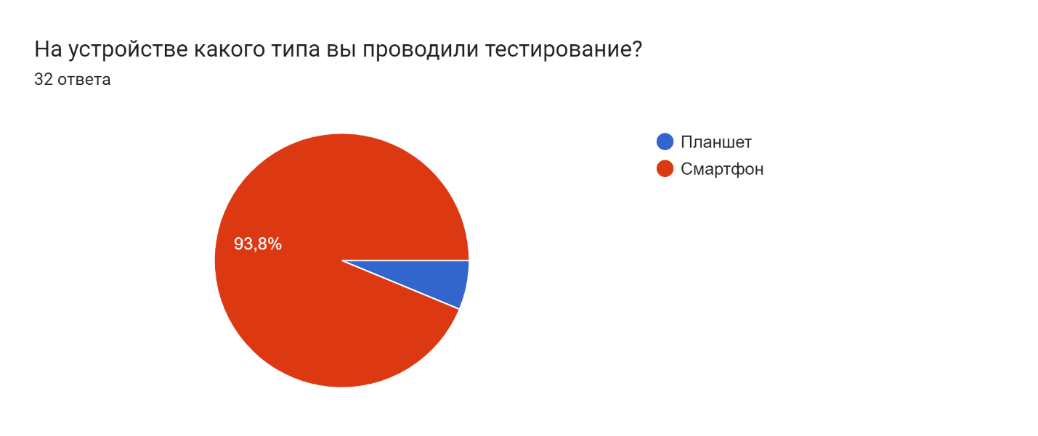 На устройстве какого типа вы проводили тестирование?
32 ответа
Планшет
Смартфон
93,8%